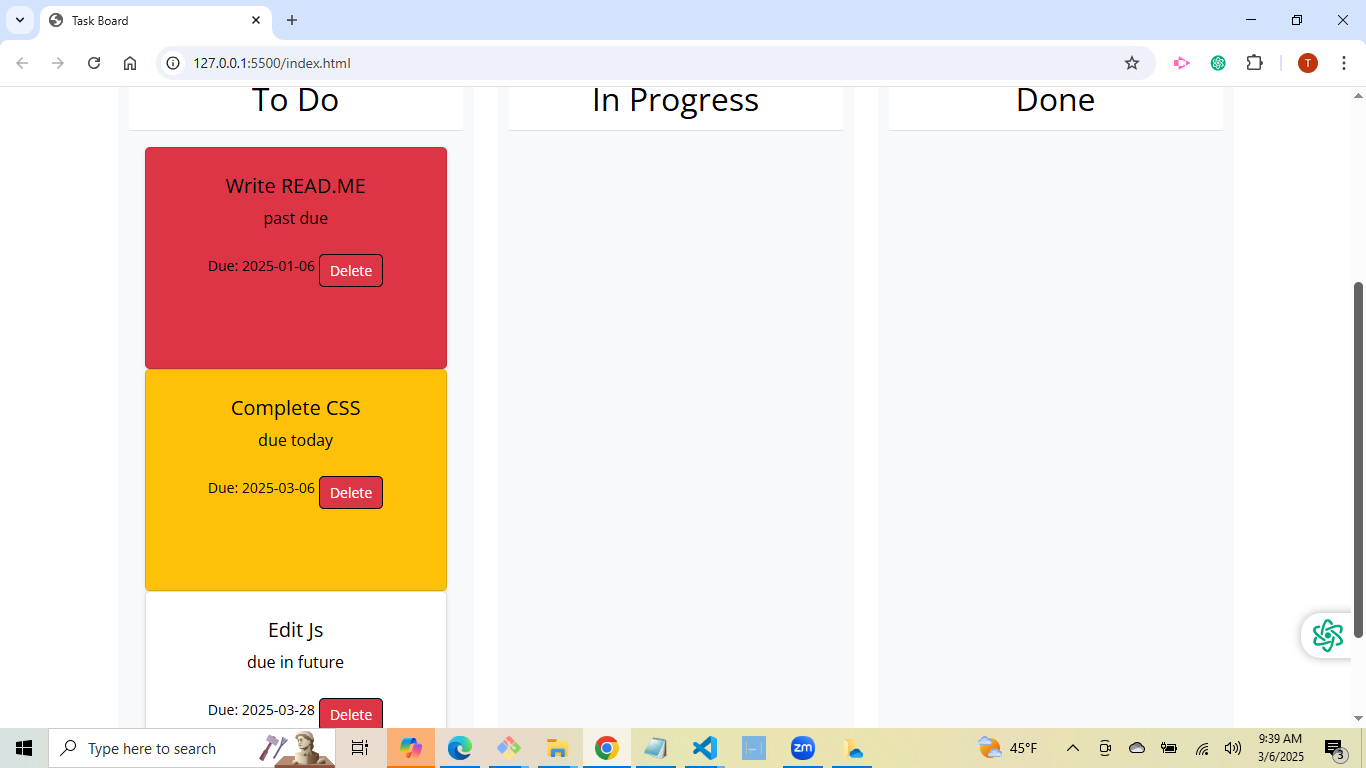 Task Board
127.0.0.1:5500/index.html
T
To Do
In Progress
Done
Write READ.ME
past due
Due: 2025-01-06 Delete
Complete CSS
due today
Due: 2025-03-06 Delete
Edit Js
due in future
Due: 2025-03-28 Delete
Type here to search
zm
45°F
9:39 AM
3/6/2025
3